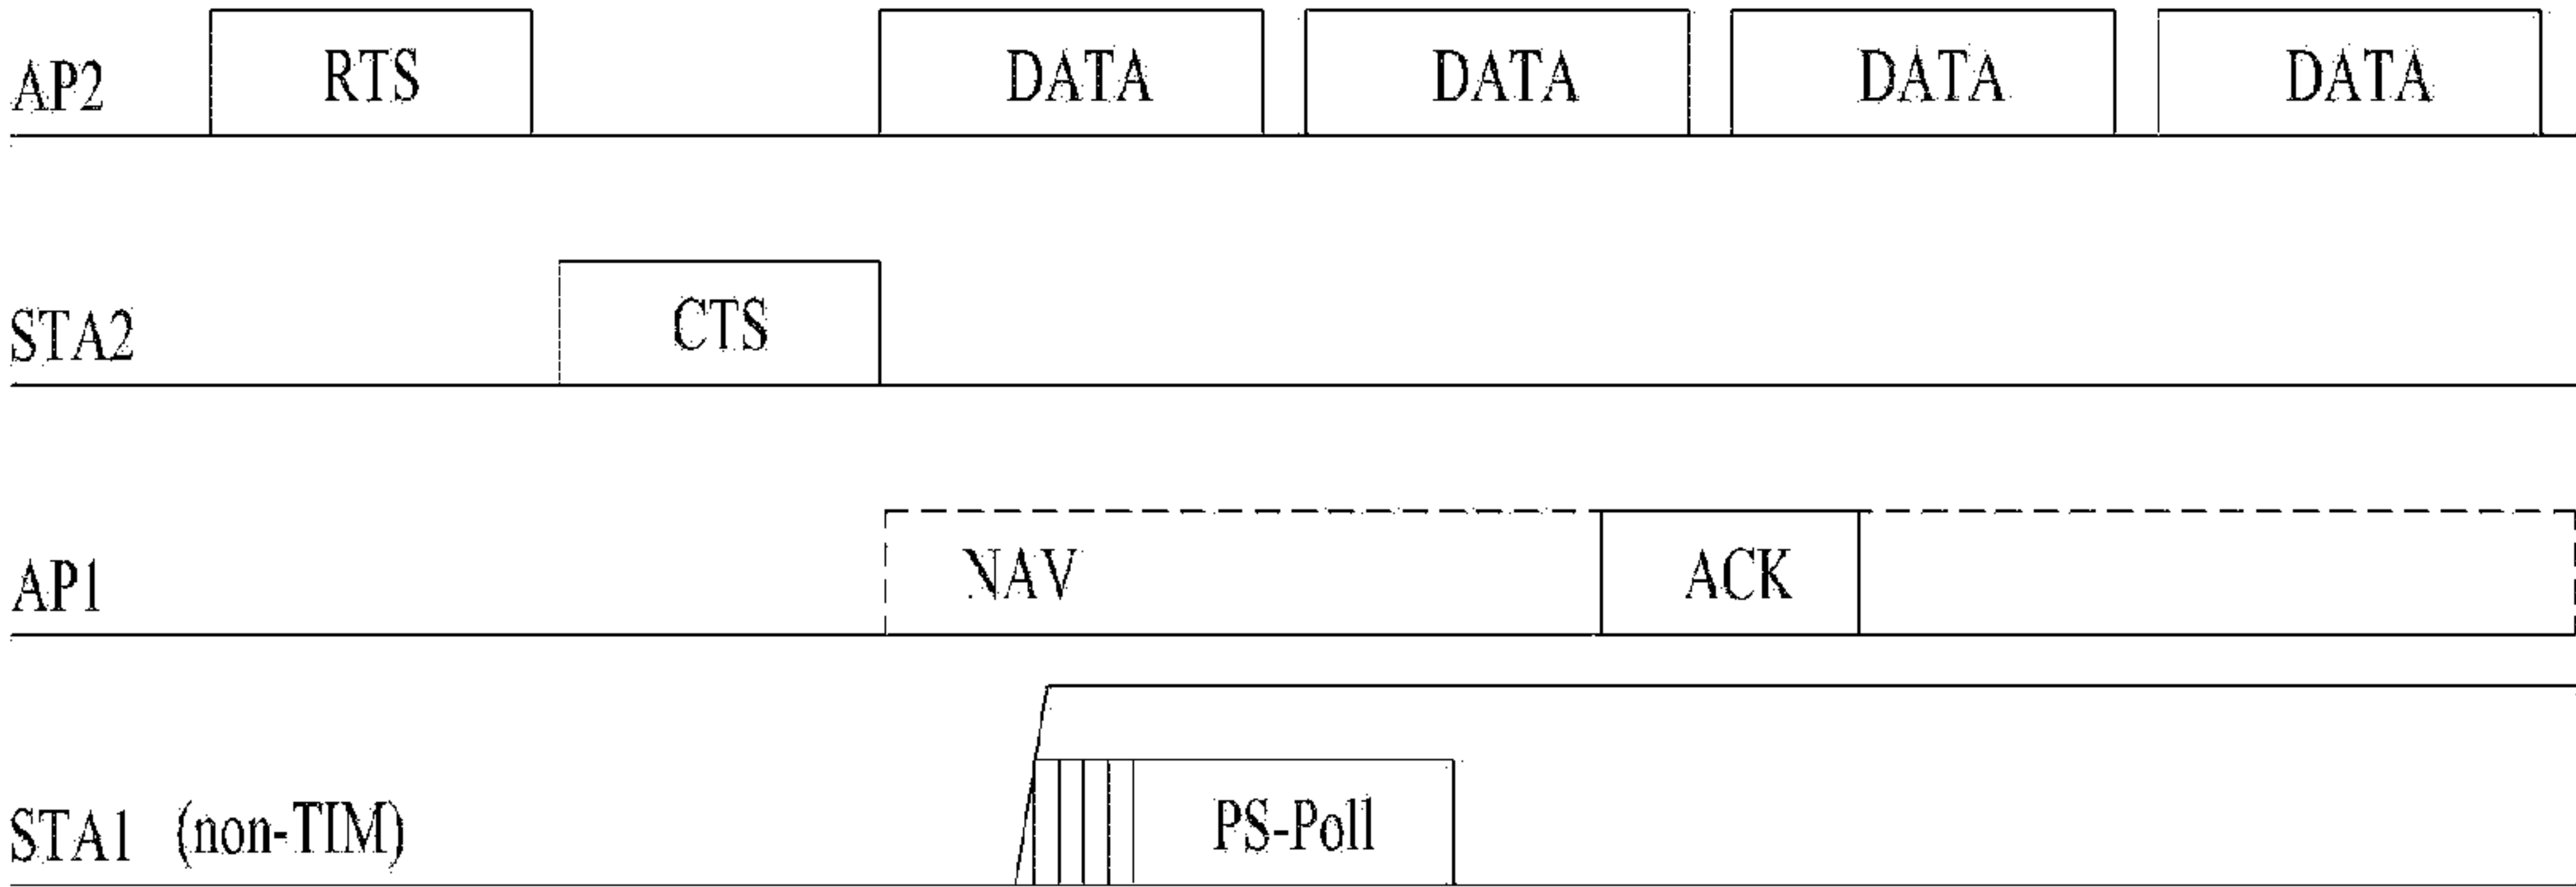 AP2 RTS DATA DATA DATA DATA
STA2 CTS
AP1 NAV ACK
STA1 (non-TIM) PS-Poll